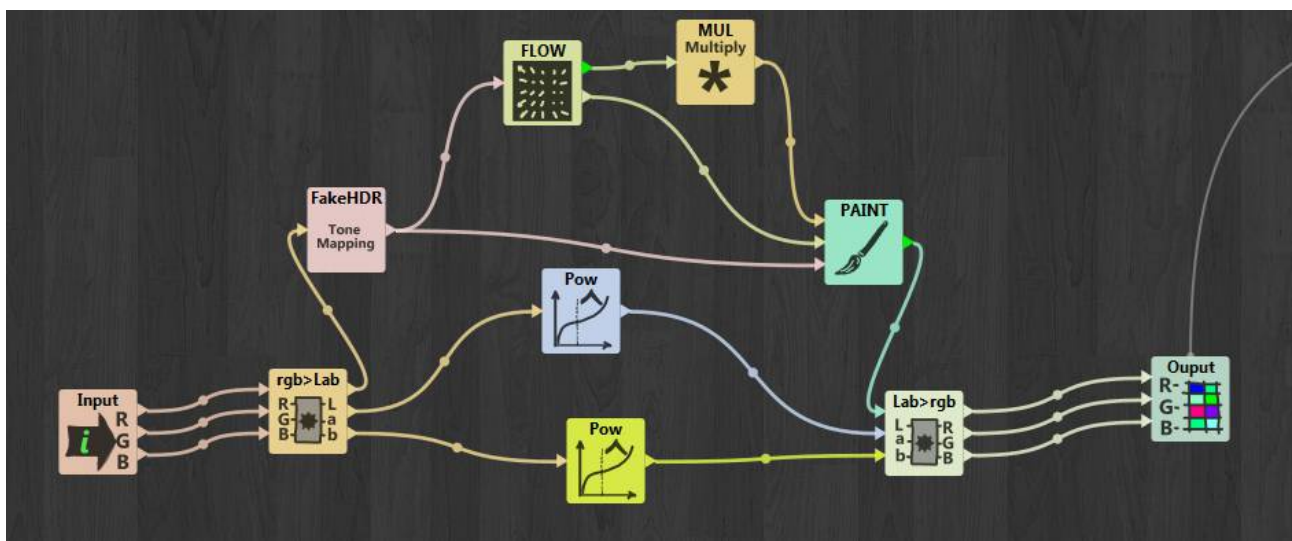 MUL
Multiply
*
FLOW
FakeHDR
Tone
Mapping
PAINT
Pow
Input
R
i G
B
rgb>Lab
R- -L
G- -a
B- -b
Pow
Lab>rgb
L- -R
a- -G
b- -B
Ouput
R-
G-
B-